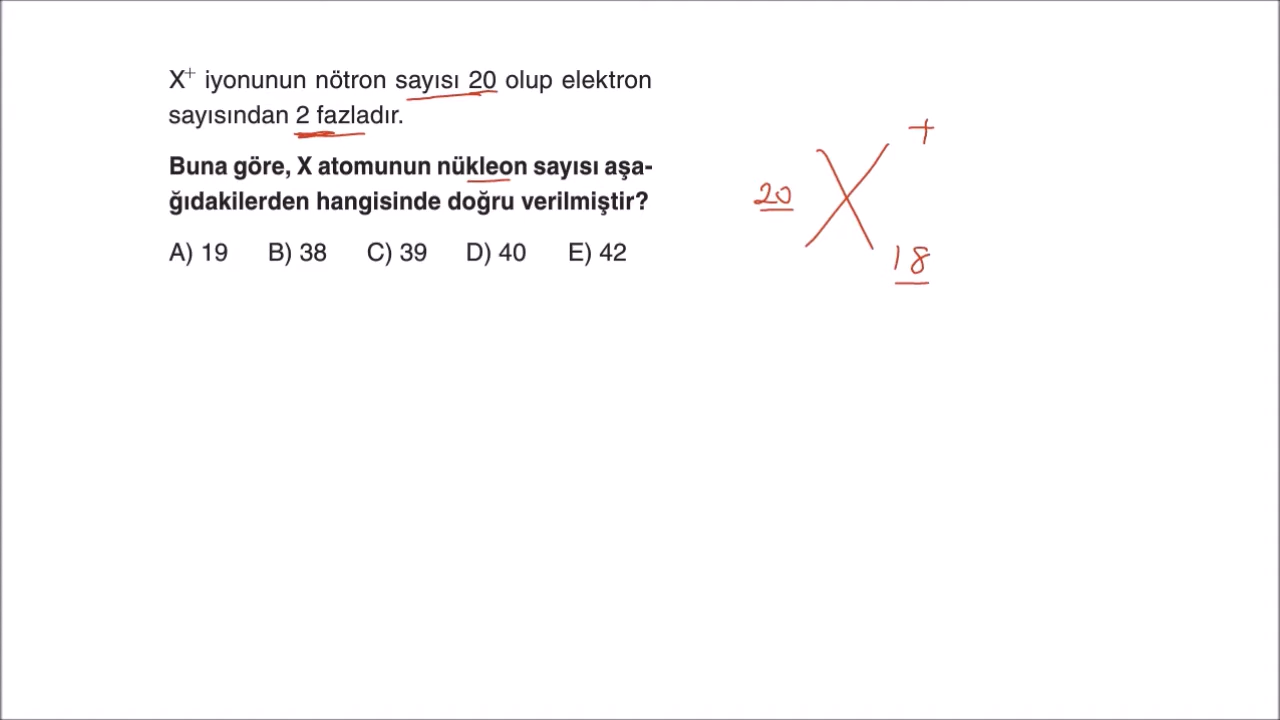 X⁺ iyonunun nötron sayısı 20 olup elektron
sayısından 2 fazladır.
Buna göre, X atomunun nükleon sayısı aşa-
ğıdakilerden hangisinde doğru verilmiştir?
A) 19 B) 38 C) 39 D) 40 E) 42
+
20 X
18